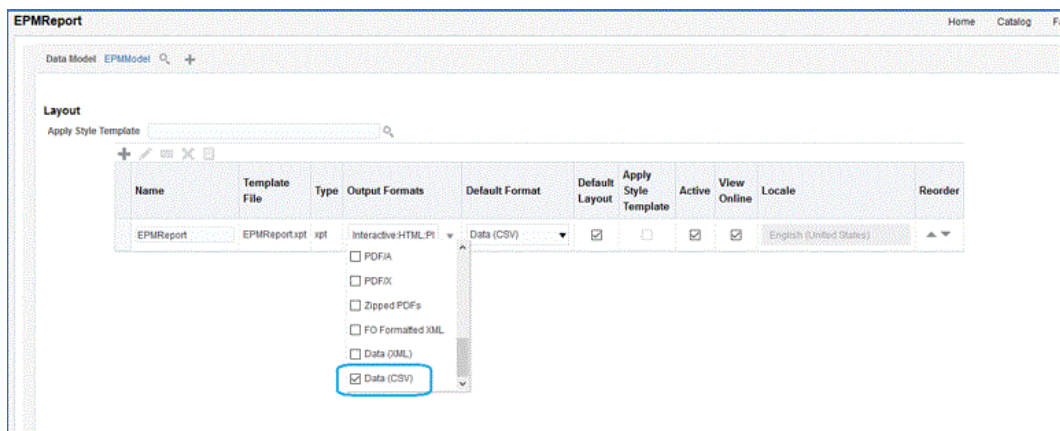 EPMReport
Home Catalog
Data Model EPMModel
Layout
Apply Style Template
Name Template File Type Output Formats Default Format Default Layout Apply Style Template Active View Online Locale Reorder
EPMReport EPMReport.xpt xpt Interactive:HTML:PI Data (CSV) English (United States)
PDF/A
PDF/X
Zipped PDFs
FO Formatted XML
Data (XML)
Data (CSV)